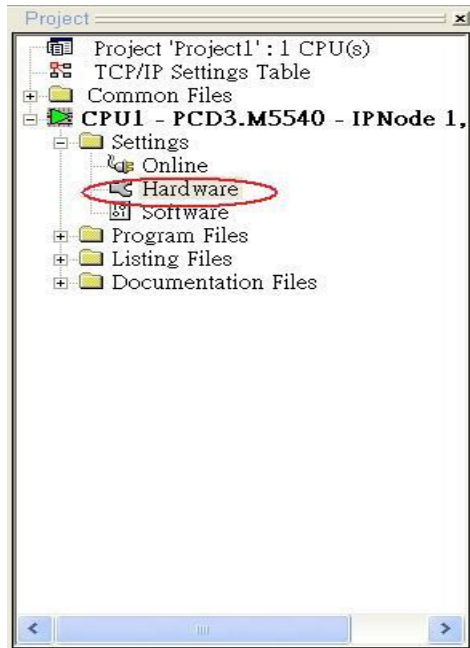 Project
Project 'Project1' : 1 CPU(s)
TCP/IP Settings Table
Common Files
CPU1 - PCD3.M5540 - IPNode 1,
Settings
Online
Hardware
Software
Program Files
Listing Files
Documentation Files